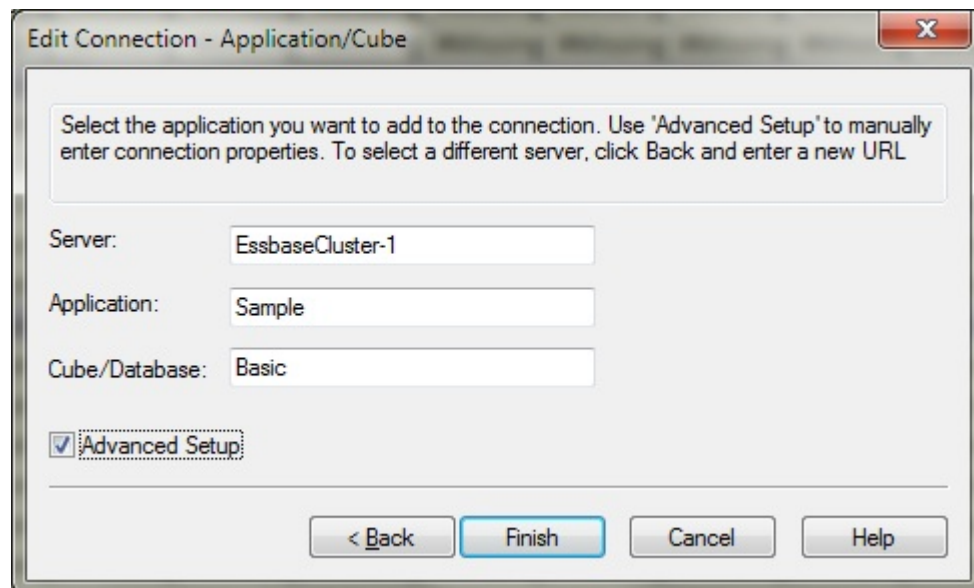 Edit Connection - Application/Cube
Select the application you want to add to the connection. Use 'Advanced Setup' to manually
enter connection properties. To select a different server, click Back and enter a new URL
Server: EssbaseCluster-1
Application: Sample
Cube/Database: Basic
Advanced Setup
< Back Finish Cancel Help